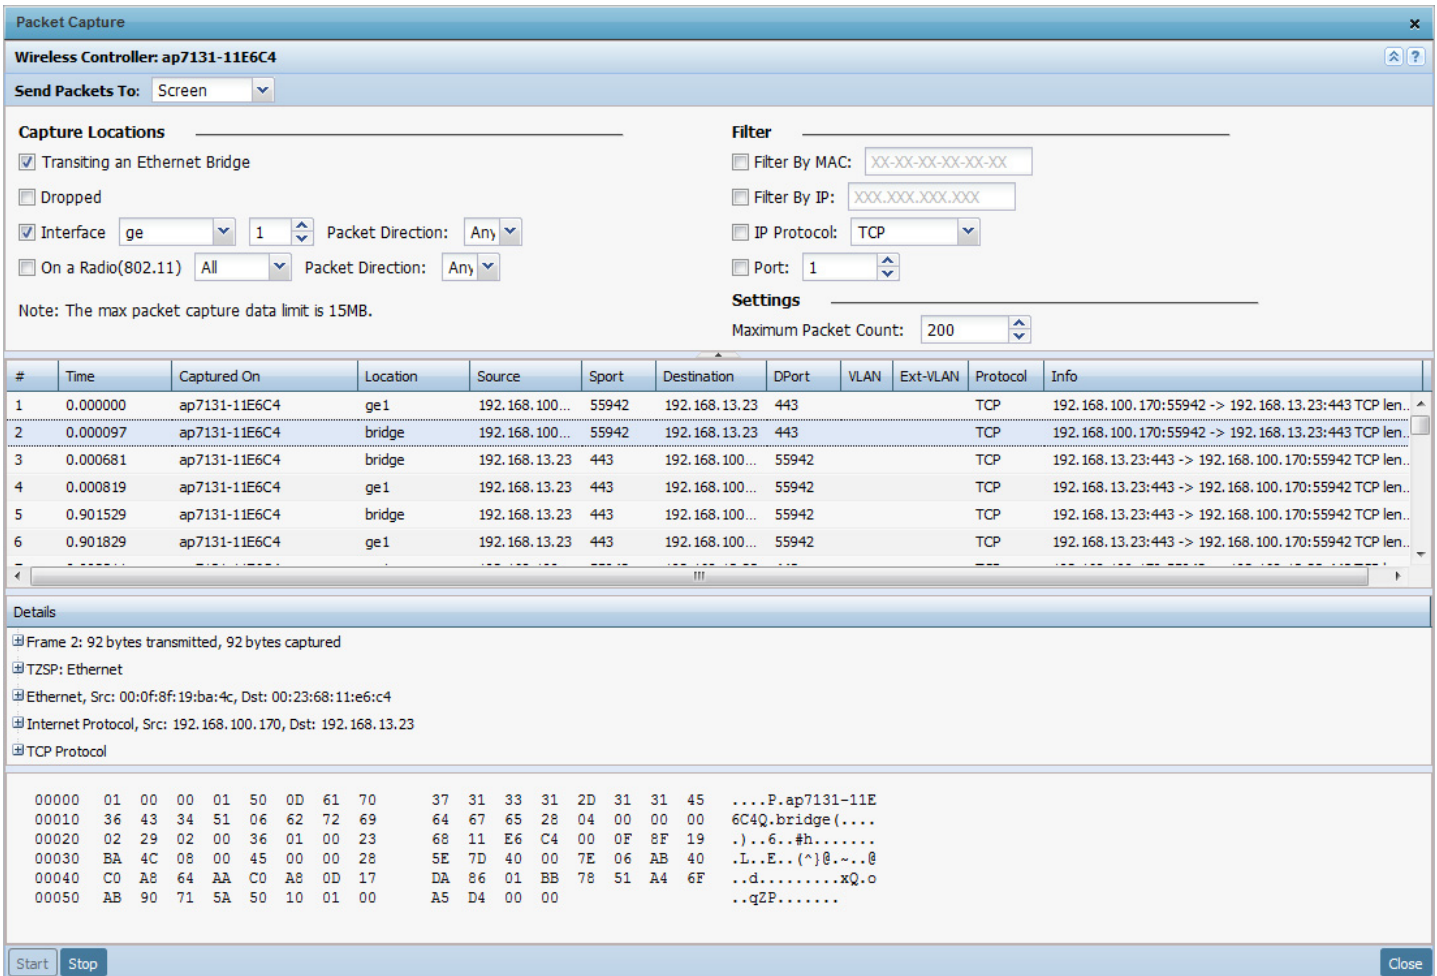 Packet Capture
Wireless Controller: ap7131-11E6C4
Send Packets To: Screen
Capture Locations
Transiting an Ethernet Bridge
Dropped
Interface ge 1 Packet Direction: Any
On a Radio(802.11) All Packet Direction: Any
Note: The max packet capture data limit is 15MB.
Filter
Filter By MAC: XX-XX-XX-XX-XX-XX
Filter By IP: XXX.XXX.XXX.XXX
IP Protocol: TCP
Port: 1
Settings
Maximum Packet Count: 200
# Time Captured On Location Source Sport Destination DPort VLAN Ext-VLAN Protocol Info
1 0.000000 ap7131-11E6C4 ge1 192.168.100... 55942 192.168.13.23 443 TCP 192.168.100.170:55942 -> 192.168.13.23:443 TCP len..
2 0.000097 ap7131-11E6C4 bridge 192.168.100... 55942 192.168.13.23 443 TCP 192.168.100.170:55942 -> 192.168.13.23:443 TCP len..
3 0.000681 ap7131-11E6C4 bridge 192.168.13.23 443 192.168.100... 55942 TCP 192.168.13.23:443 -> 192.168.100.170:55942 TCP len..
4 0.000819 ap7131-11E6C4 ge1 192.168.13.23 443 192.168.100... 55942 TCP 192.168.13.23:443 -> 192.168.100.170:55942 TCP len..
5 0.901529 ap7131-11E6C4 bridge 192.168.13.23 443 192.168.100... 55942 TCP 192.168.13.23:443 -> 192.168.100.170:55942 TCP len..
6 0.901829 ap7131-11E6C4 ge1 192.168.13.23 443 192.168.100... 55942 TCP 192.168.13.23:443 -> 192.168.100.170:55942 TCP len..
Details
Frame 2: 92 bytes transmitted, 92 bytes captured
TZSP: Ethernet
Ethernet, Src: 00:0f:8f:19:ba:4c, Dst: 00:23:68:11:e6:c4
Internet Protocol, Src: 192.168.100.170, Dst: 192.168.13.23
TCP Protocol
00000 01 00 00 01 50 0D 61 70 37 31 33 31 2D 31 31 45 ....P.ap7131-11E
00010 36 43 34 51 06 62 72 69 64 67 65 28 04 00 00 00 6C4Q.bridge(....
00020 02 29 02 00 36 01 00 23 68 11 E6 C4 00 0F 8F 19 .)..6..#h.......
00030 BA 4C 08 00 45 00 00 28 5E 7D 40 00 7E 06 AB 40 .L..E..(^}@.~..@
00040 C0 A8 64 AA C0 A8 0D 17 DA 86 01 BB 78 51 A4 6F ..d.........xQ.o
00050 AB 90 71 5A 50 10 01 00 A5 D4 00 00 ..qZP.......
Start Stop Close